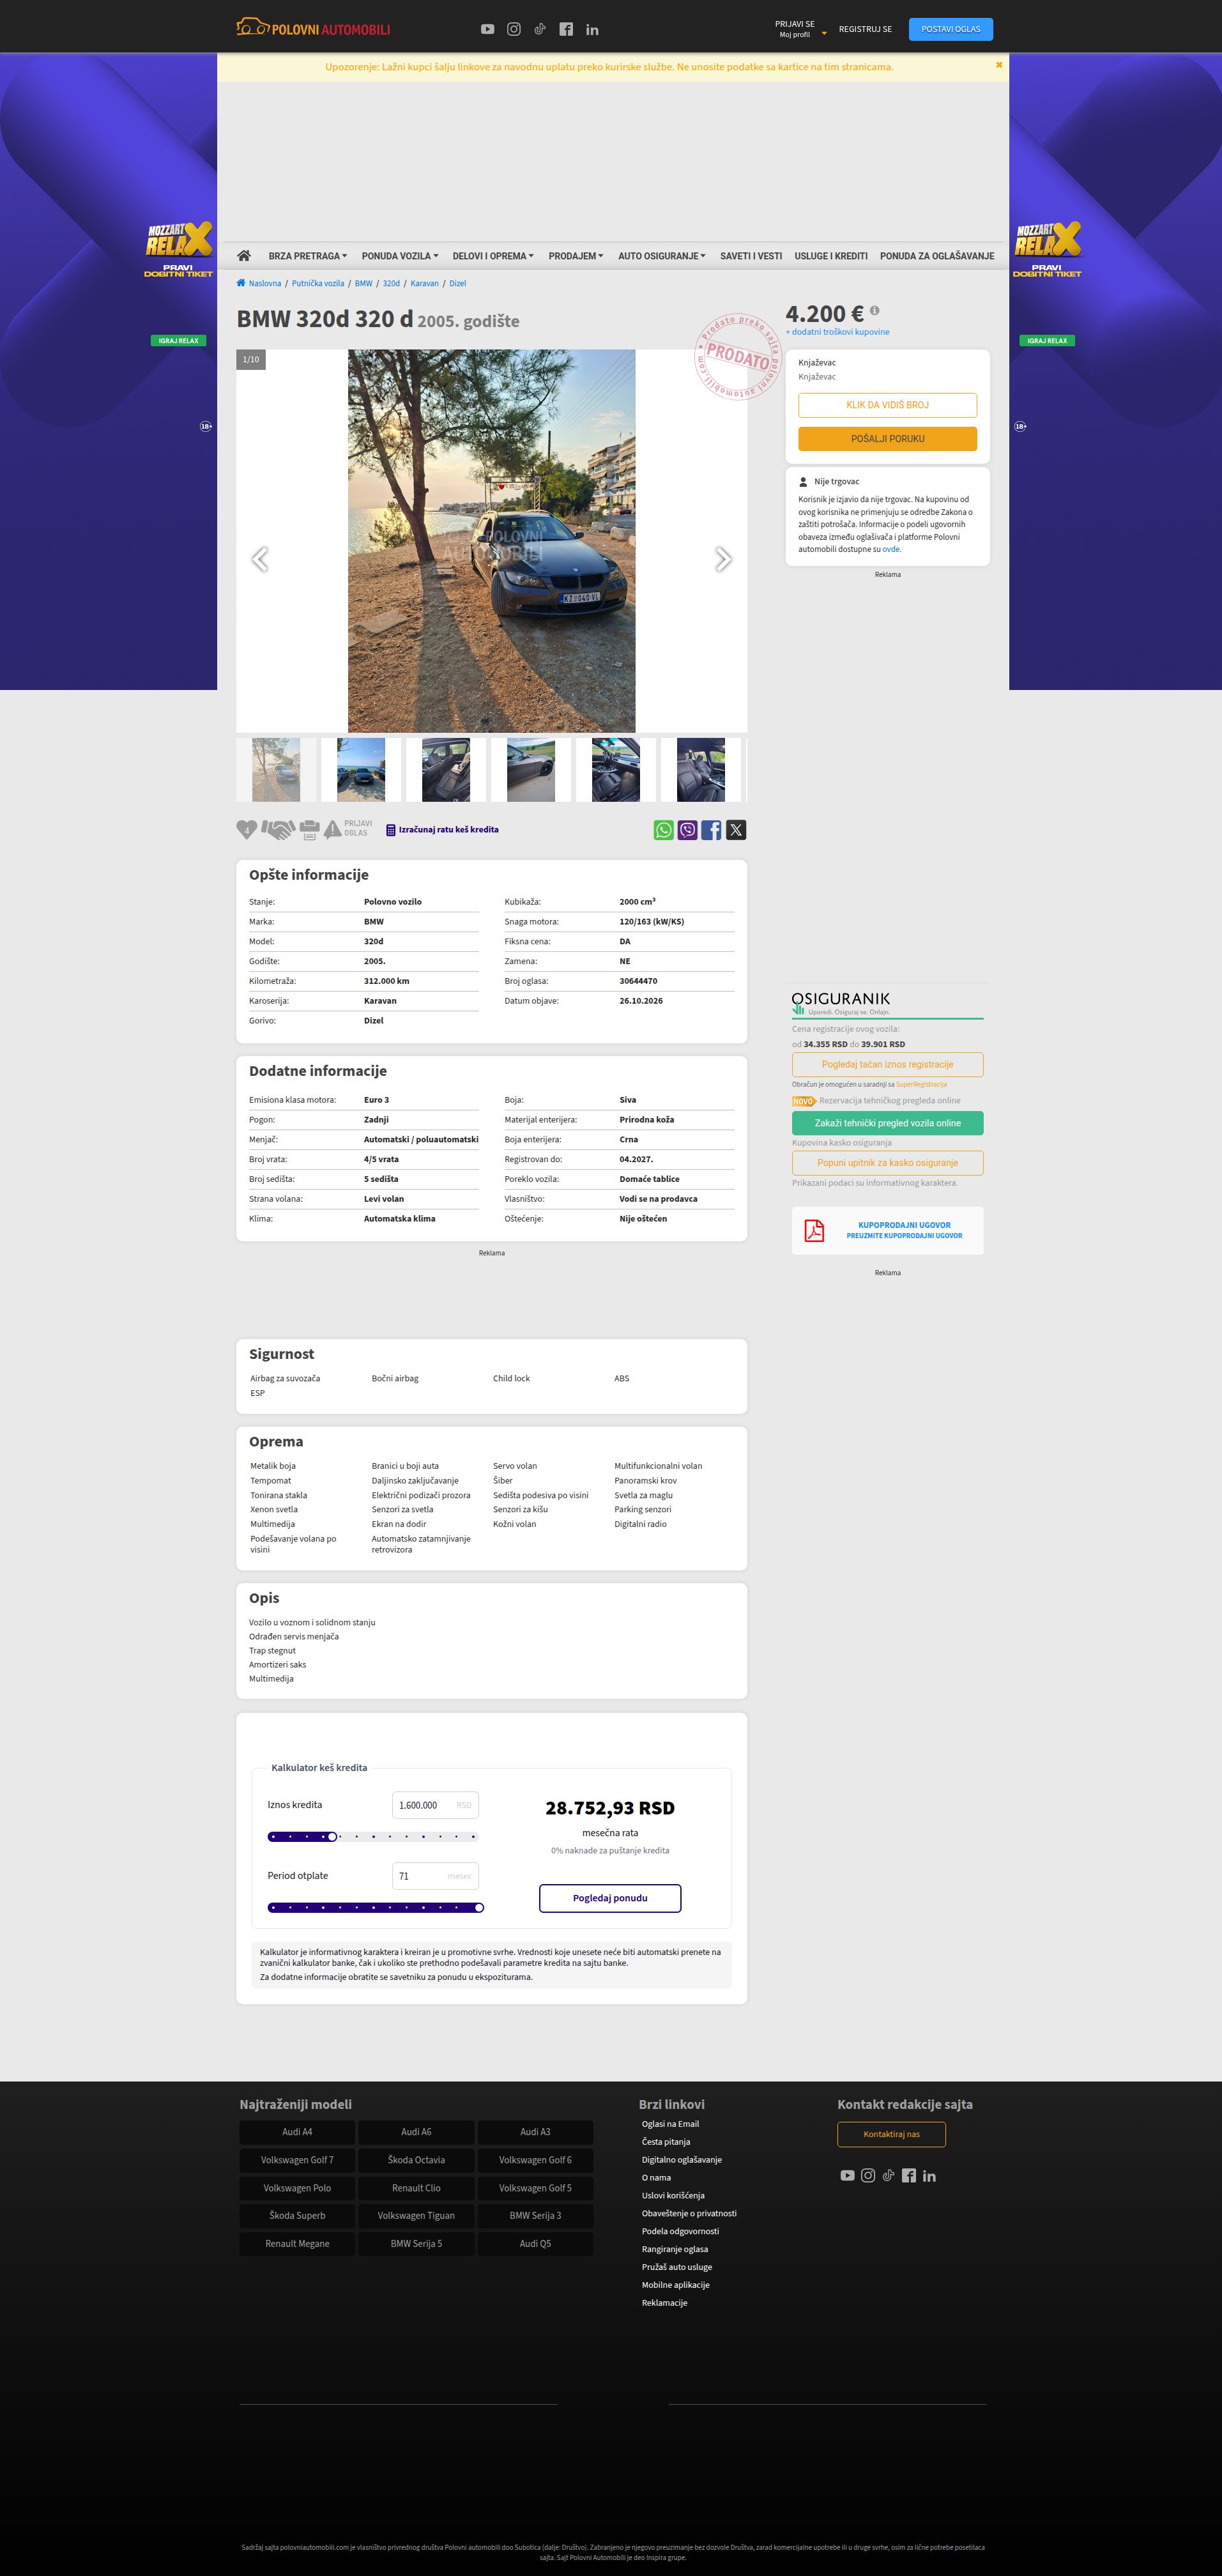 POLOVNI AUTOMOBILI
PRIJAVI SE
Moj profil
REGISTRUJ SE
POSTAVI OGLAS
Upozorenje: Lažni kupci šalju linkove za navodnu uplatu preko kurirske službe. Ne unosite podatke sa kartice na tim stranicama.
MOZZART
RELAX
PRAVI
DOBITNI TIKET
IGRAJ RELAX
18+
MOZZART
RELAX
PRAVI
DOBITNI TIKET
IGRAJ RELAX
18+
BRZA PRETRAGA PONUDA VOZILA DELOVI I OPREMA PRODAJEM AUTO OSIGURANJE SAVETI I VESTI USLUGE I KREDITI PONUDA ZA OGLAŠAVANJE
Naslovna / Putnička vozila / BMW / 320d / Karavan / Dizel
BMW 320d 320 d 2005. godište
4.200 €
+ dodatni troškovi kupovine
Prodato preko sajta
PRODATO
polovni automobili.com
1/10
POLOVNI
AUTOMOBILI
KZ 040-VL
Knjaževac
Knjaževac
KLIK DA VIDIŠ BROJ
POŠALJI PORUKU
Nije trgovac
Korisnik je izjavio da nije trgovac. Na kupovinu od
ovog korisnika ne primenjuju se odredbe Zakona o
zaštiti potrošača. Informacije o podeli ugovornih
obaveza između oglašivača i platforme Polovni
automobili dostupne su ovde.
Reklama
4
PRIJAVI
OGLAS
Izračunaj ratu keš kredita
Opšte informacije
Stanje: Polovno vozilo
Marka: BMW
Model: 320d
Godište: 2005.
Kilometraža: 312.000 km
Karoserija: Karavan
Gorivo: Dizel
Kubikaža: 2000 cm³
Snaga motora: 120/163 (kW/KS)
Fiksna cena: DA
Zamena: NE
Broj oglasa: 30644470
Datum objave: 26.10.2026
Dodatne informacije
Emisiona klasa motora: Euro 3
Pogon: Zadnji
Menjač: Automatski / poluautomatski
Broj vrata: 4/5 vrata
Broj sedišta: 5 sedišta
Strana volana: Levi volan
Klima: Automatska klima
Boja: Siva
Materijal enterijera: Prirodna koža
Boja enterijera: Crna
Registrovan do: 04.2027.
Poreklo vozila: Domaće tablice
Vlasništvo: Vodi se na prodavca
Oštećenje: Nije oštećen
Reklama
OSIGURANIK
Uporedi. Osiguraj se. Onlajn.
Cena registracije ovog vozila:
od 34.355 RSD do 39.901 RSD
Pogledaj tačan iznos registracije
Obračun je omogućen u saradnji sa SuperRegistracija
NOVO Rezervacija tehničkog pregleda online
Zakaži tehnički pregled vozila online
Kupovina kasko osiguranja
Popuni upitnik za kasko osiguranje
Prikazani podaci su informativnog karaktera.
KUPOPRODAJNI UGOVOR
PREUZMITE KUPOPRODAJNI UGOVOR
Reklama
Sigurnost
Airbag za suvozača Bočni airbag Child lock ABS
ESP
Oprema
Metalik boja Branici u boji auta Servo volan Multifunkcionalni volan
Tempomat Daljinsko zaključavanje Šiber Panoramski krov
Tonirana stakla Električni podizači prozora Sedišta podesiva po visini Svetla za maglu
Xenon svetla Senzori za svetla Senzori za kišu Parking senzori
Multimedija Ekran na dodir Kožni volan Digitalni radio
Podešavanje volana po
visini
Automatsko zatamnjivanje
retrovizora
Opis
Vozilo u voznom i solidnom stanju
Odrađen servis menjača
Trap stegnut
Amortizeri saks
Multimedija
Kalkulator keš kredita
Iznos kredita 1.600.000 RSD
Period otplate 71 mesec
28.752,93 RSD
mesečna rata
0% naknade za puštanje kredita
Pogledaj ponudu
Kalkulator je informativnog karaktera i kreiran je u promotivne svrhe. Vrednosti koje unesete neće biti automatski prenete na
zvanični kalkulator banke, čak i ukoliko ste prethodno podešavali parametre kredita na sajtu banke.
Za dodatne informacije obratite se savetniku za ponudu u ekspoziturama.
Najtraženiji modeli
Audi A4 Audi A6 Audi A3
Volkswagen Golf 7 Škoda Octavia Volkswagen Golf 6
Volkswagen Polo Renault Clio Volkswagen Golf 5
Škoda Superb Volkswagen Tiguan BMW Serija 3
Renault Megane BMW Serija 5 Audi Q5
Brzi linkovi
Oglasi na Email
Česta pitanja
Digitalno oglašavanje
O nama
Uslovi korišćenja
Obaveštenje o privatnosti
Podela odgovornosti
Rangiranje oglasa
Pružaš auto usluge
Mobilne aplikacije
Reklamacije
Kontakt redakcije sajta
Kontaktiraj nas
Sadržaj sajta polovniautomobili.com je vlasništvo privrednog društva Polovni automobili doo Subotica (dalje: Društvo). Zabranjeno je njegovo preuzimanje bez dozvole Društva, zarad komercijalne upotrebe ili u druge svrhe, osim za lične potrebe posetilaca
sajta. Sajt Polovni Automobili je deo Inspira grupe.